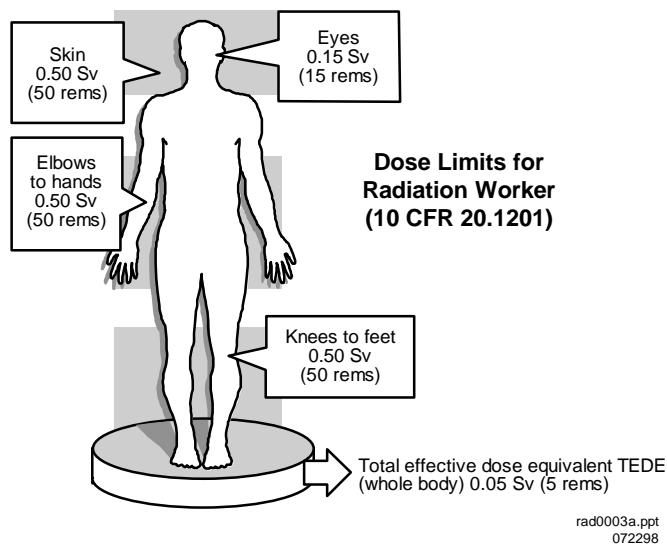 Skin
0.50 Sv
(50 rems)
Eyes
0.15 Sv
(15 rems)
Elbows
to hands
0.50 Sv
(50 rems)
Dose Limits for
Radiation Worker
(10 CFR 20.1201)
Knees to feet
0.50 Sv
(50 rems)
Total effective dose equivalent TEDE
(whole body) 0.05 Sv (5 rems)
rad0003a.ppt
072298